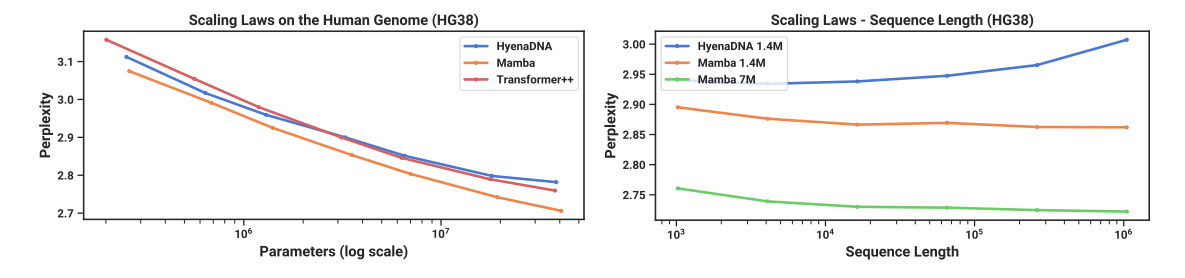 Scaling Laws on the Human Genome (HG38)
HyenaDNA
Mamba
Transformer++
3.1
3.0
2.9
2.8
2.7
Perplexity
10⁶
10⁷
Parameters (log scale)
Scaling Laws - Sequence Length (HG38)
HyenaDNA 1.4M
Mamba 1.4M
Mamba 7M
3.00
2.95
2.90
2.85
2.80
2.75
Perplexity
10³
10⁴
10⁵
10⁶
Sequence Length